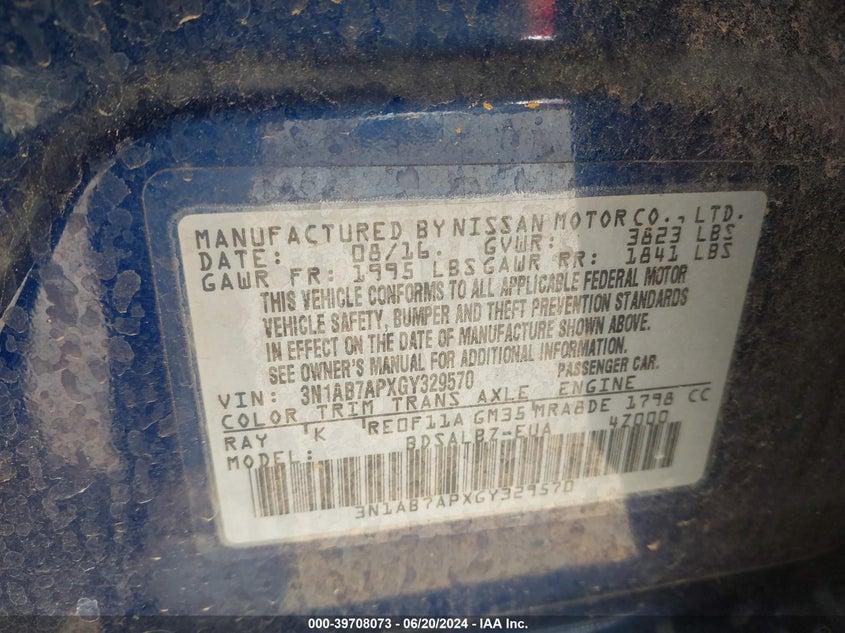 MANUFACTURED BY NISSAN MOTOR CO., LTD.
DATE: 08/16. GVWR: 3823 LBS
GAWR FR: 1995 LBS GAWR RR: 1841 LBS
THIS VEHICLE CONFORMS TO ALL APPLICABLE FEDERAL MOTOR
VEHICLE SAFETY, BUMPER AND THEFT PREVENTION STANDARDS
IN EFFECT ON THE DATE OF MANUFACTURE SHOWN ABOVE.
SEE OWNER'S MANUAL FOR ADDITIONAL INFORMATION.
VIN: 3N1AB7APXGY329570 PASSENGER CAR.
COLOR TRIM TRANS AXLE ENGINE
RAY K RE0F11A GM35 MRA8DE 1798 CC
MODEL: BDSALBZ-EUA 4Z000
3N1AB7APXGY329570
000-39708073 - 06/20/2024 - IAA Inc.